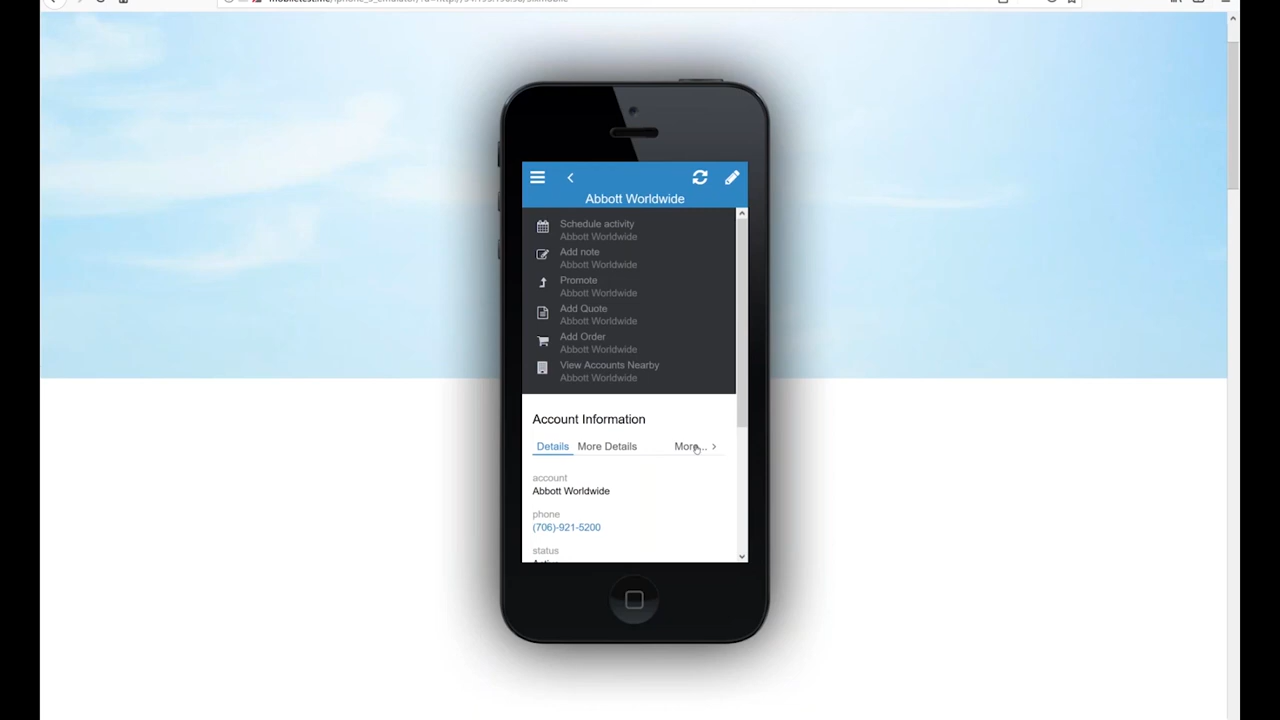 Abbott Worldwide
Schedule activity
Abbott Worldwide
Add note
Abbott Worldwide
Promote
Abbott Worldwide
Add Quote
Abbott Worldwide
Add Order
Abbott Worldwide
View Accounts Nearby
Abbott Worldwide
Account Information
Details More Details More...
account
Abbott Worldwide
phone
(706)-921-5200
status